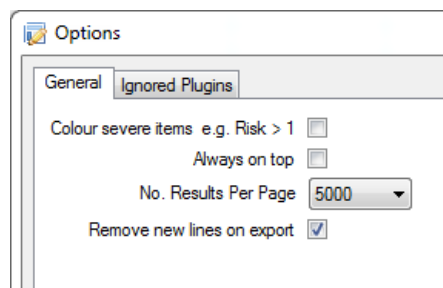 Options
General
Ignored Plugins
Colour severe items e.g. Risk > 1
Always on top
No. Results Per Page
5000
Remove new lines on export